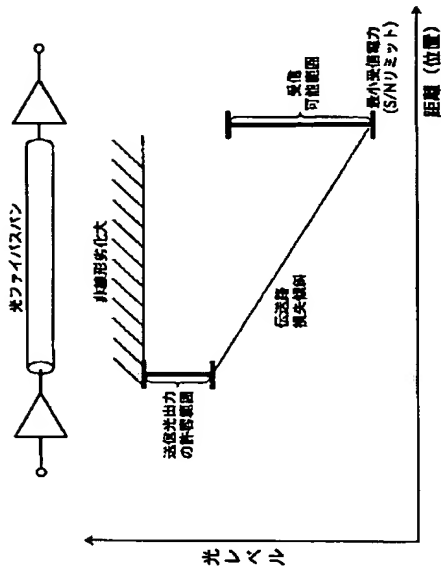 光ファイバスパン
非線形劣化大
送信光出力
の許容範囲
伝送路
損失傾斜
受信
可能範囲
最小受信電力
(S/Nリミット)
光レベル
距離（位置）